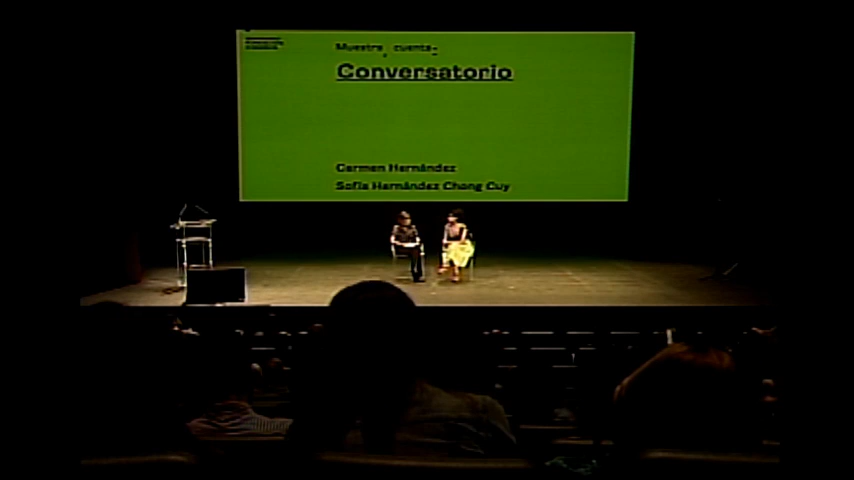 Muestra, cuenta:
Conversatorio
Carmen Hernández
Sofía Hernández Chong Cuy